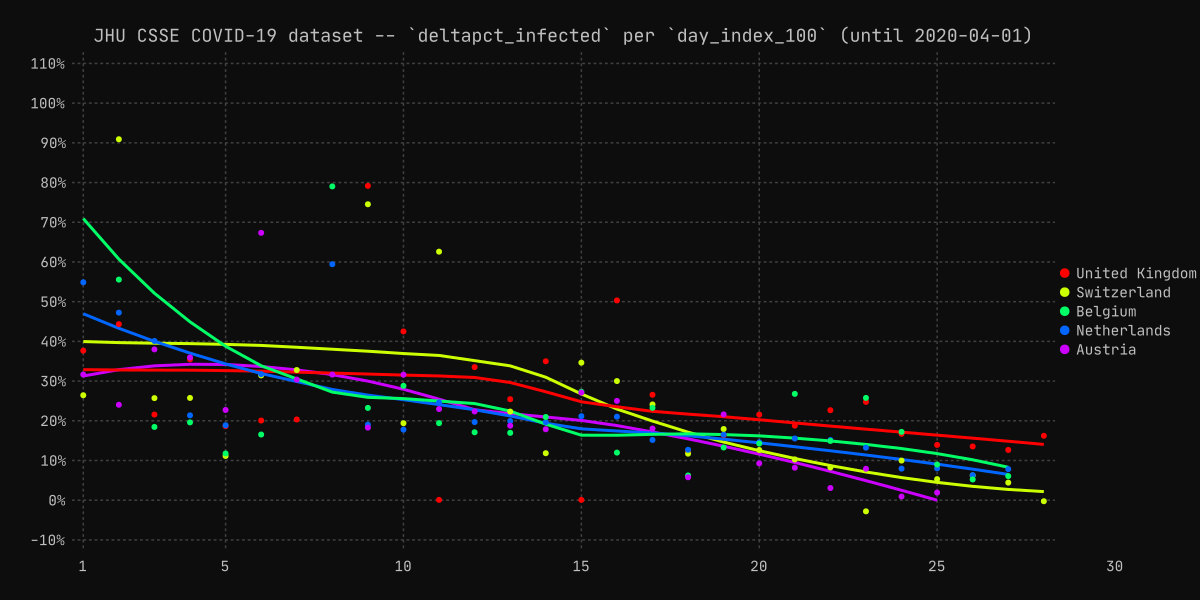 JHU CSSE COVID-19 dataset -- `deltapct_infected` per `day_index_100` (until 2020-04-01)
110%
100%
90%
80%
70%
60%
50%
40%
30%
20%
10%
0%
-10%
1 5 10 15 20 25 30
United Kingdom
Switzerland
Belgium
Netherlands
Austria